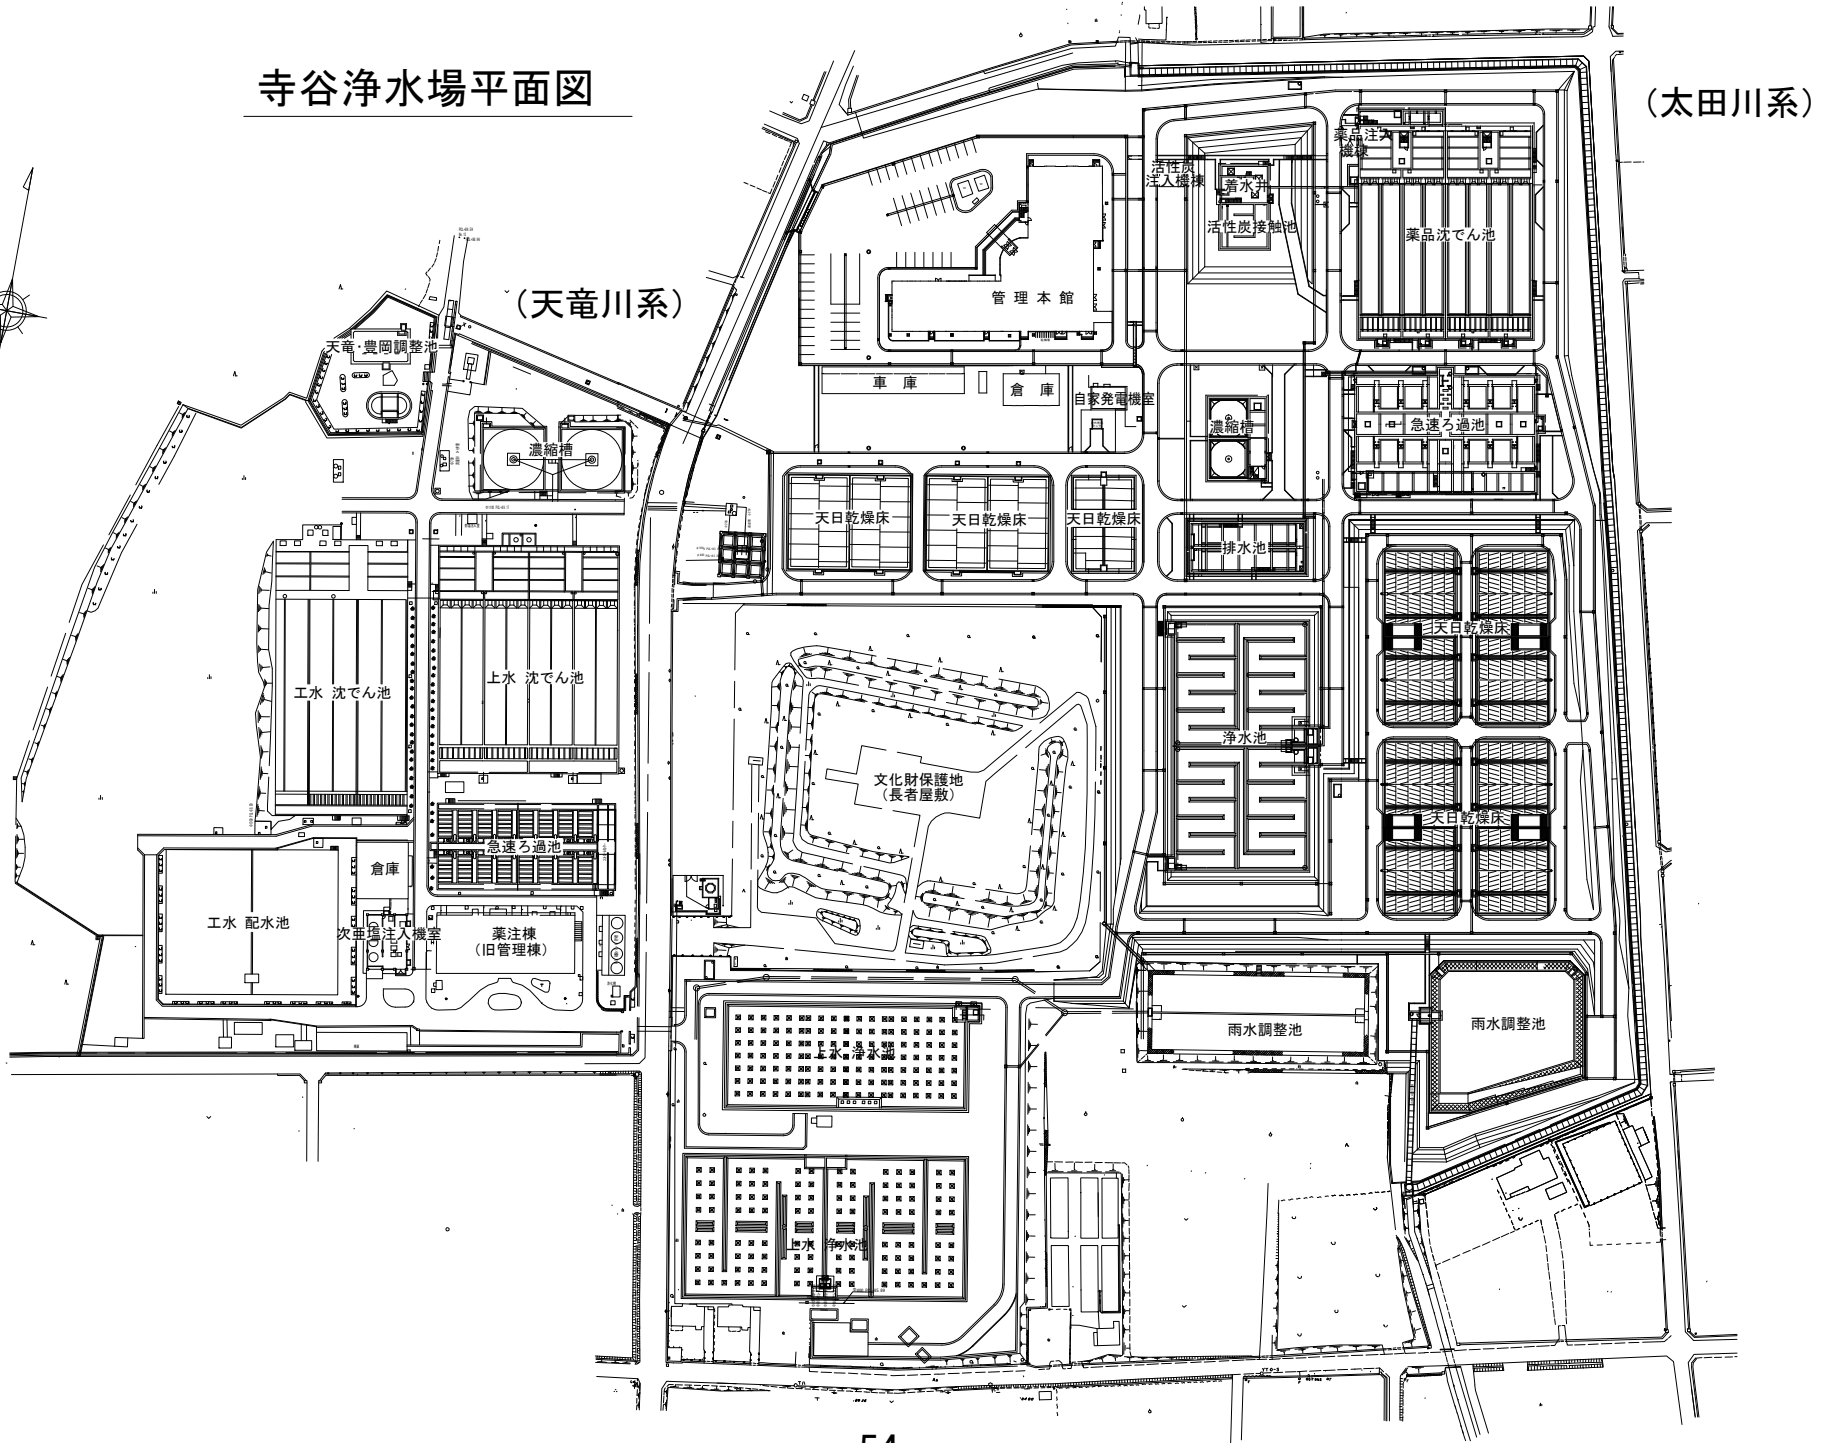 寺谷浄水場平面図
（太田川系）
（天竜川系）
薬品注入
機棟
活性炭
注入機棟
着水井
活性炭接触池
薬品沈でん池
管理本館
天竜・豊岡調整池
車庫
倉庫
自家発電機室
濃縮槽
急速ろ過池
濃縮槽
天日乾燥床
天日乾燥床
天日乾燥床
排水池
天日乾燥床
工水 沈でん池
上水 沈でん池
浄水池
文化財保護地
（長者屋敷）
天日乾燥床
急速ろ過池
倉庫
工水 配水池
次亜塩注入機室
薬注棟
（旧管理棟）
雨水調整池
雨水調整池
上水 浄水池
上水 浄水池
54